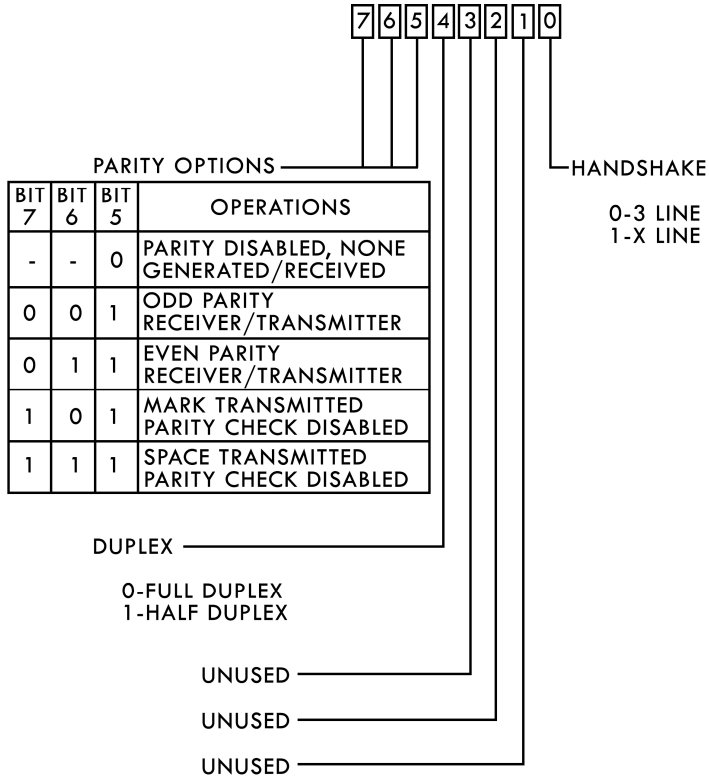 7 6 5 4 3 2 1 0
PARITY OPTIONS
HANDSHAKE
0-3 LINE
1-X LINE
BIT 7 BIT 6 BIT 5 OPERATIONS
- - 0 PARITY DISABLED, NONE
GENERATED/RECEIVED
0 0 1 ODD PARITY
RECEIVER/TRANSMITTER
0 1 1 EVEN PARITY
RECEIVER/TRANSMITTER
1 0 1 MARK TRANSMITTED
PARITY CHECK DISABLED
1 1 1 SPACE TRANSMITTED
PARITY CHECK DISABLED
DUPLEX
0-FULL DUPLEX
1-HALF DUPLEX
UNUSED
UNUSED
UNUSED